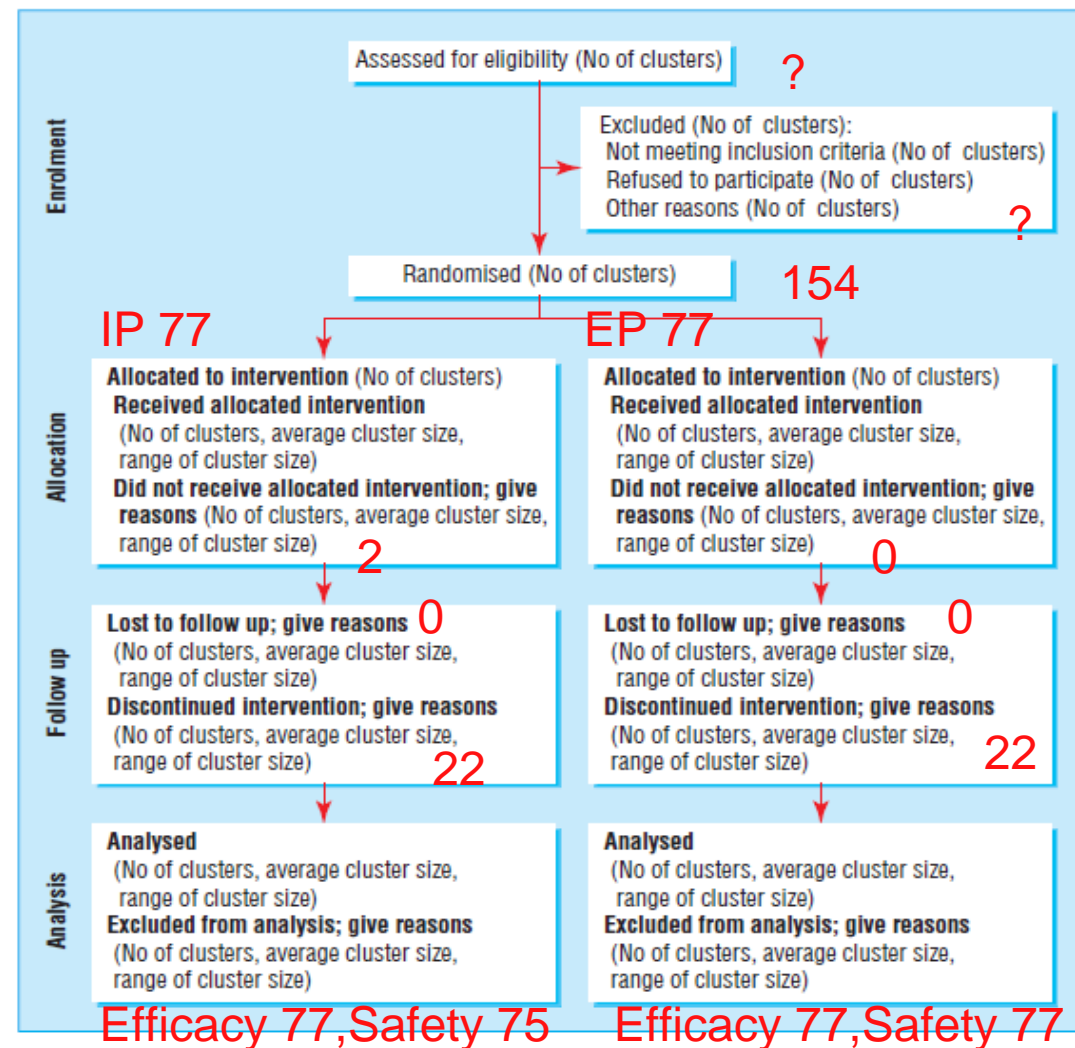 Assessed for eligibility (No of clusters)
?
Enrolment
Excluded (No of clusters):
Not meeting inclusion criteria (No of clusters)
Refused to participate (No of clusters)
Other reasons (No of clusters)
?
Randomised (No of clusters)
154
IP 77
EP 77
Allocation
Allocated to intervention (No of clusters)
Received allocated intervention
(No of clusters, average cluster size,
range of cluster size)
Did not receive allocated intervention; give
reasons (No of clusters, average cluster size,
range of cluster size)
2
Allocated to intervention (No of clusters)
Received allocated intervention
(No of clusters, average cluster size,
range of cluster size)
Did not receive allocated intervention; give
reasons (No of clusters, average cluster size,
range of cluster size)
0
Follow up
Lost to follow up; give reasons 0
(No of clusters, average cluster size,
range of cluster size)
Discontinued intervention; give reasons
(No of clusters, average cluster size,
range of cluster size)
22
Lost to follow up; give reasons 0
(No of clusters, average cluster size,
range of cluster size)
Discontinued intervention; give reasons
(No of clusters, average cluster size,
range of cluster size)
22
Analysis
Analysed
(No of clusters, average cluster size,
range of cluster size)
Excluded from analysis; give reasons
(No of clusters, average cluster size,
range of cluster size)
Efficacy 77,Safety 75
Analysed
(No of clusters, average cluster size,
range of cluster size)
Excluded from analysis; give reasons
(No of clusters, average cluster size,
range of cluster size)
Efficacy 77,Safety 77